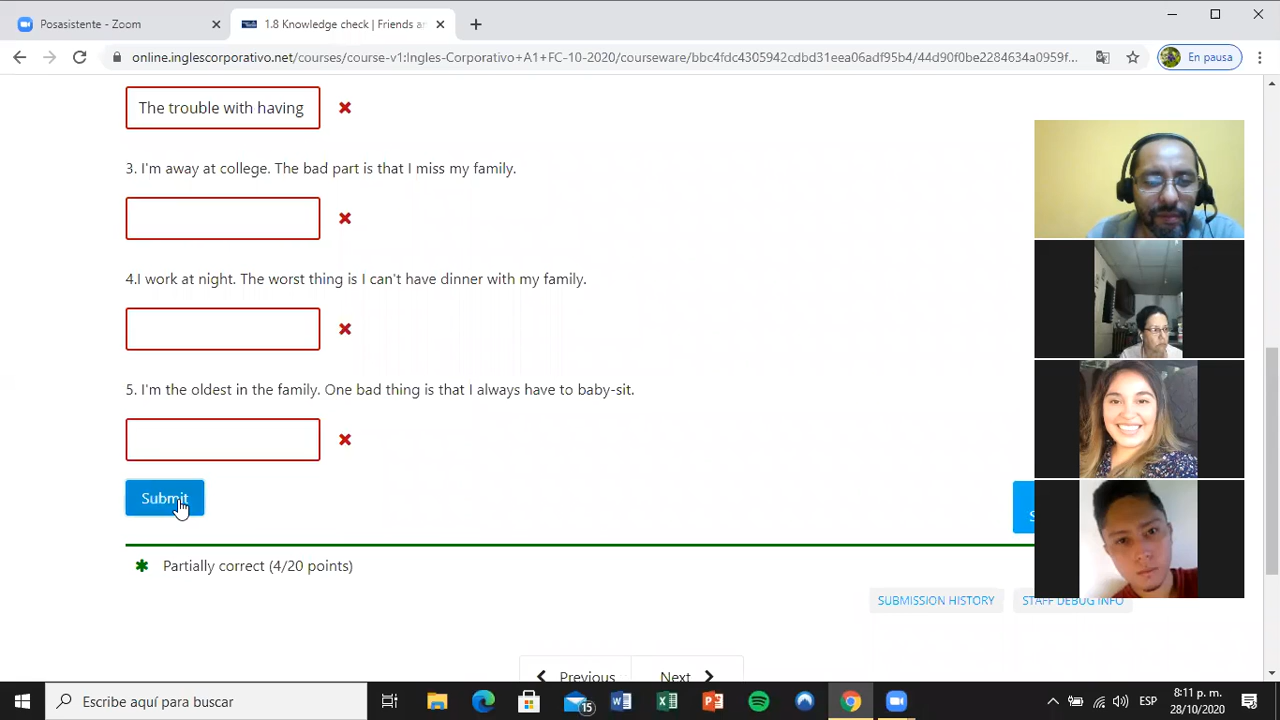 Posasistente - Zoom
1.8 Knowledge check | Friends an
online.inglescorporativo.net/courses/course-v1:Ingles-Corporativo+A1+FC-10-2020/courseware/bbc4fdc4305942cdbd31eea06adf95b4/44d90f0be2284634a0959f...
En pausa
The trouble with having
3. I'm away at college. The bad part is that I miss my family.
4.I work at night. The worst thing is I can't have dinner with my family.
5. I'm the oldest in the family. One bad thing is that I always have to baby-sit.
Submit
S
Partially correct (4/20 points)
SUBMISSION HISTORY
STAFF DEBUG INFO
Previous
Next
Escribe aquí para buscar
15
ESP
8:11 p. m.
28/10/2020